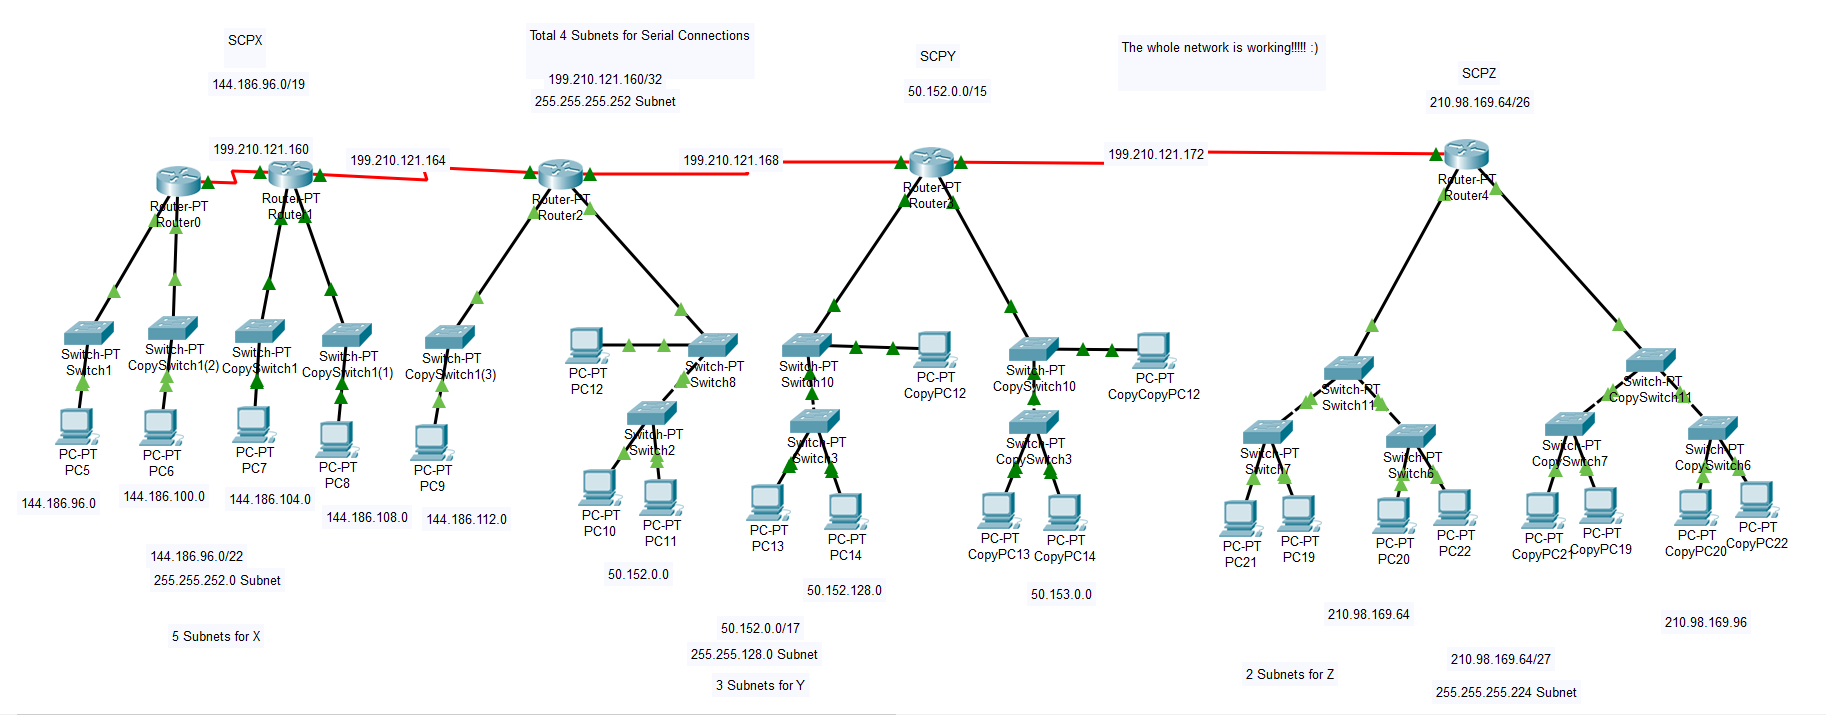 SCPX
144.186.96.0/19
Total 4 Subnets for Serial Connections
199.210.121.160/32
255.255.255.252 Subnet
SCPY
50.152.0.0/15
The whole network is working!!!!! :)
SCPZ
210.98.169.64/26
199.210.121.160
199.210.121.164
199.210.121.168
199.210.121.172
Router-PT
Router0
Router-PT
Router1
Router-PT
Router2
Router-PT
Router3
Router-PT
Router4
Switch-PT
Switch1
Switch-PT
CopySwitch1(2)
Switch-PT
CopySwitch1
Switch-PT
CopySwitch1(1)
Switch-PT
CopySwitch1(3)
PC-PT
PC12
Switch-PT
Switch8
Switch-PT
Switch10
PC-PT
CopyPC12
Switch-PT
CopySwitch10
PC-PT
CopyCopyPC12
Switch-PT
Switch11
Switch-PT
CopySwitch11
Switch-PT
Switch2
Switch-PT
Switch3
Switch-PT
CopySwitch3
Switch-PT
Switch7
Switch-PT
Switch6
Switch-PT
CopySwitch7
Switch-PT
CopySwitch6
PC-PT
PC5
PC-PT
PC6
PC-PT
PC7
PC-PT
PC8
PC-PT
PC9
PC-PT
PC10
PC-PT
PC11
PC-PT
PC13
PC-PT
PC14
PC-PT
CopyPC13
PC-PT
CopyPC14
PC-PT
PC21
PC-PT
PC19
PC-PT
PC20
PC-PT
PC22
PC-PT
CopyPC21
PC-PT
CopyPC19
PC-PT
CopyPC20
PC-PT
CopyPC22
144.186.96.0
144.186.100.0
144.186.104.0
144.186.108.0
144.186.112.0
144.186.96.0/22
255.255.252.0 Subnet
5 Subnets for X
50.152.0.0
50.152.128.0
50.153.0.0
50.152.0.0/17
255.255.128.0 Subnet
3 Subnets for Y
210.98.169.64
210.98.169.96
210.98.169.64/27
2 Subnets for Z
255.255.255.224 Subnet